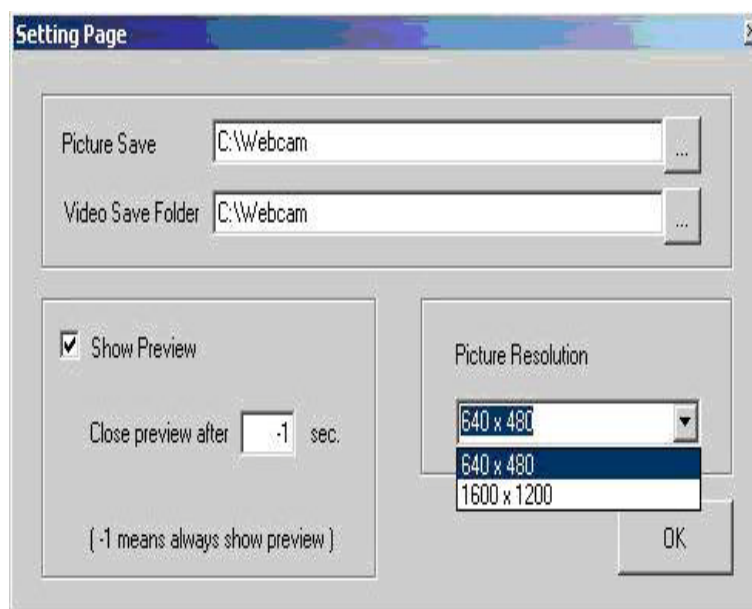 Setting Page
Picture Save C:\Webcam ...
Video Save Folder C:\Webcam ...
Show Preview
Close preview after -1 sec.
( -1 means always show preview )
Picture Resolution
640 x 480
640 x 480
1600 x 1200
OK